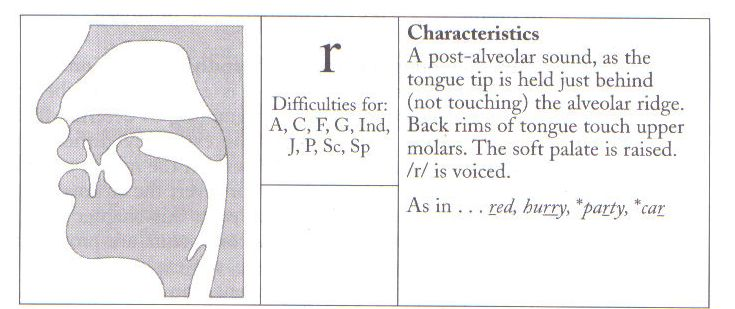 r
Difficulties for:
A, C, F, G, Ind,
J, P, Sc, Sp
Characteristics
A post-alveolar sound, as the
tongue tip is held just behind
(not touching) the alveolar ridge.
Back rims of tongue touch upper
molars. The soft palate is raised.
/r/ is voiced.
As in . . . red, hurry, *party, *car